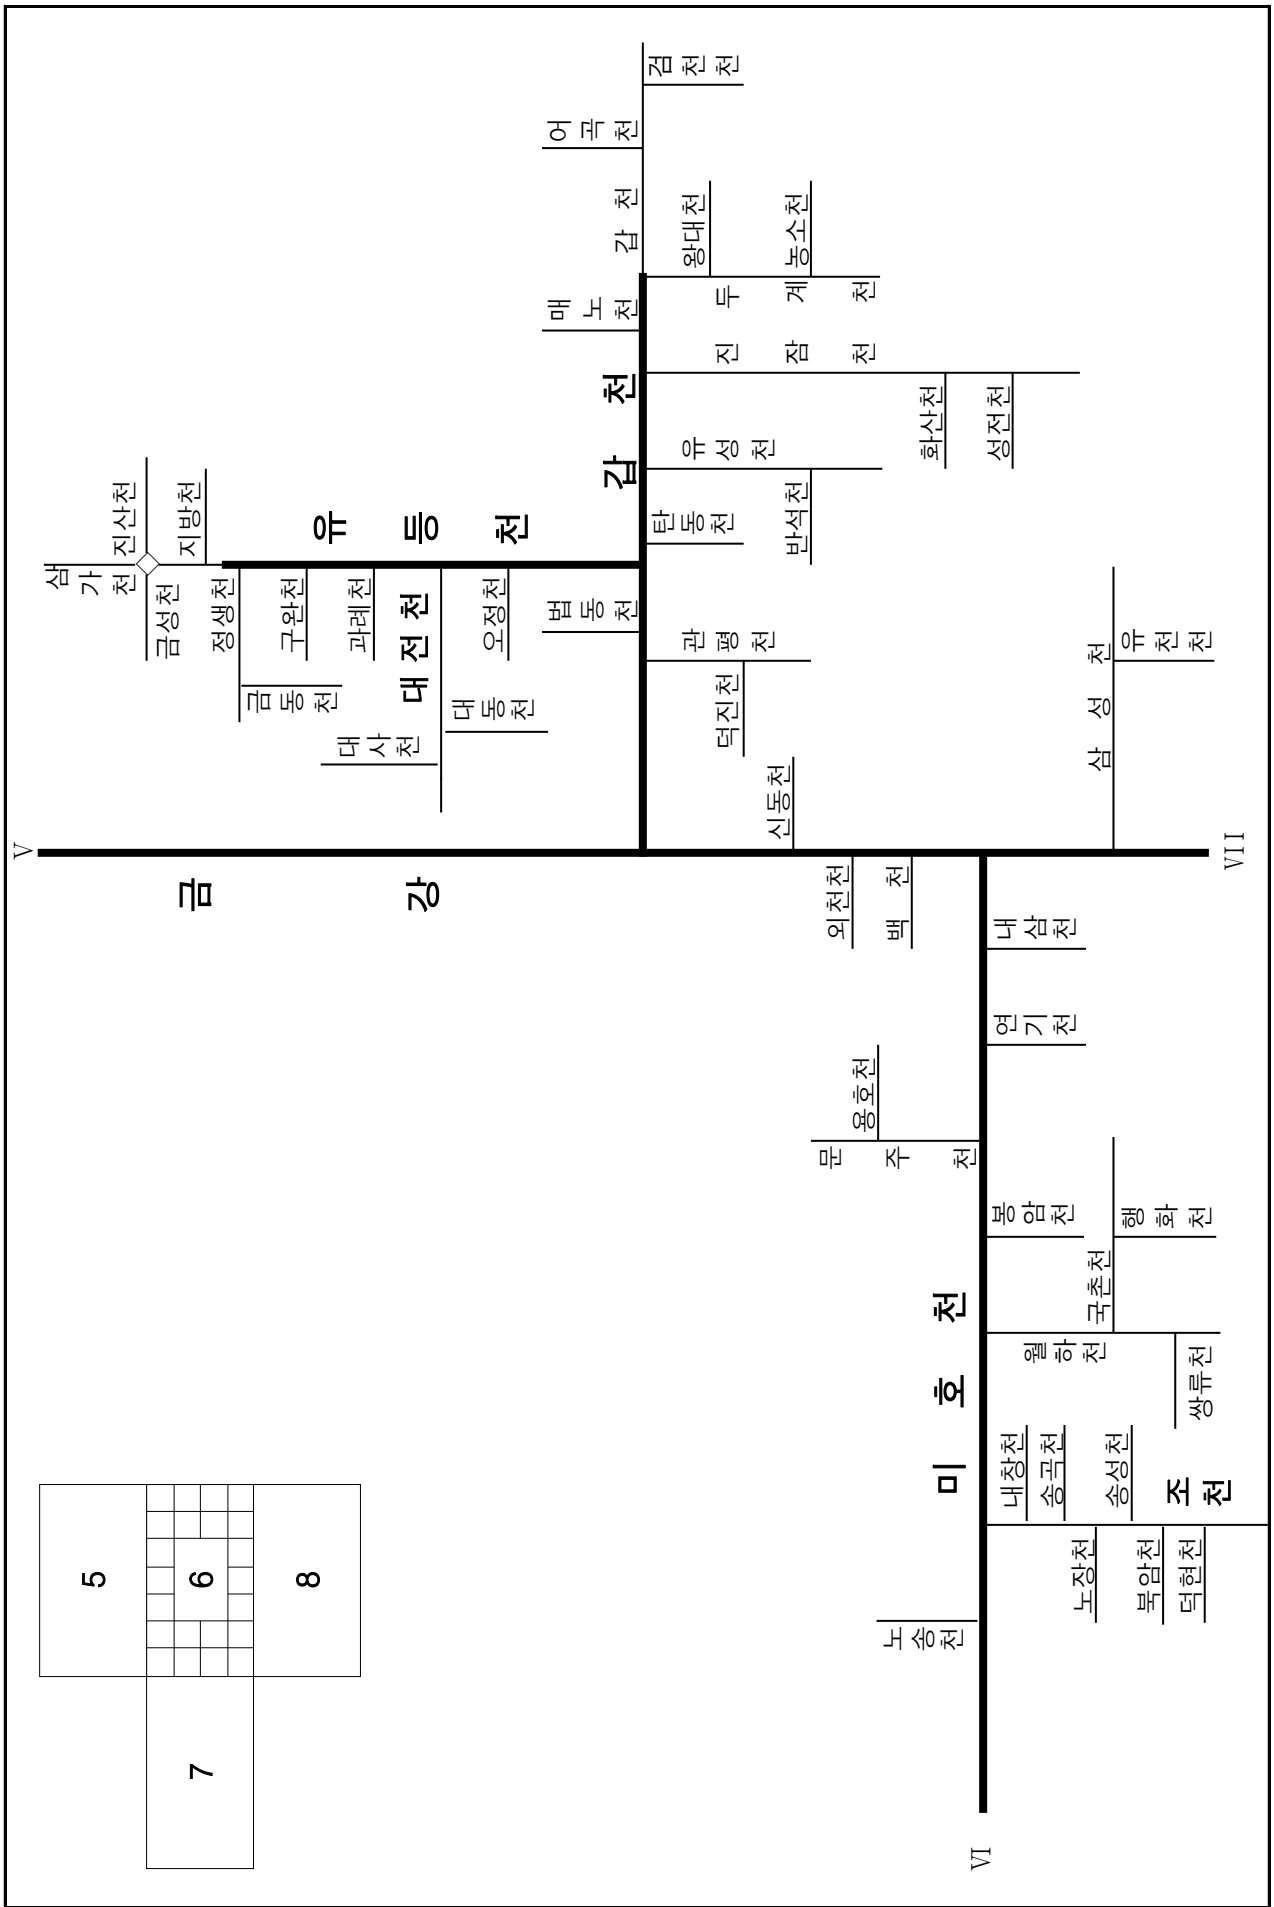 검천천
어곡천
갑천
왕대천
농소천
두계천
매노천
진잠천
갑천
화산천
성전천
유성천
반석천
탄동천
진산천
지방천
유등천
삼가천
금성천
정생천
구완천
과례천
대전천
오정천
법동천
금동천
대동천
대사천
관평천
덕진천
신동천
삼성천
유천천
V
금강
VII
외천천
백천
내삼천
연기천
용호천
문주천
봉암천
행화천
국촌천
월하천
쌍류천
미호천
내창천
송곡천
송성천
조천
노장천
북암천
덕현천
노송천
VI
5
6
8
7